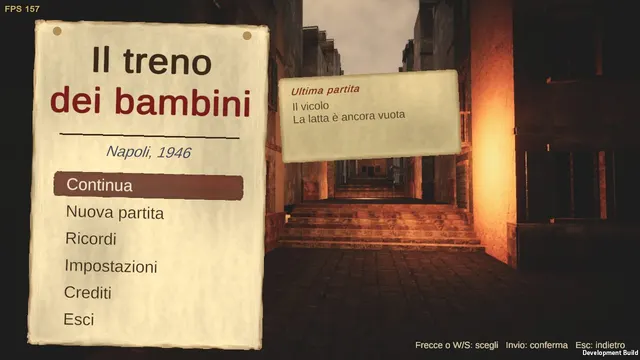 FPS 157
Il treno
dei bambini
Napoli, 1946
Continua
Nuova partita
Ricordi
Impostazioni
Crediti
Esci
Ultima partita
Il vicolo
La latta è ancora vuota
Frecce o W/S: scegli Invio: conferma Esc: indietro
Development Build